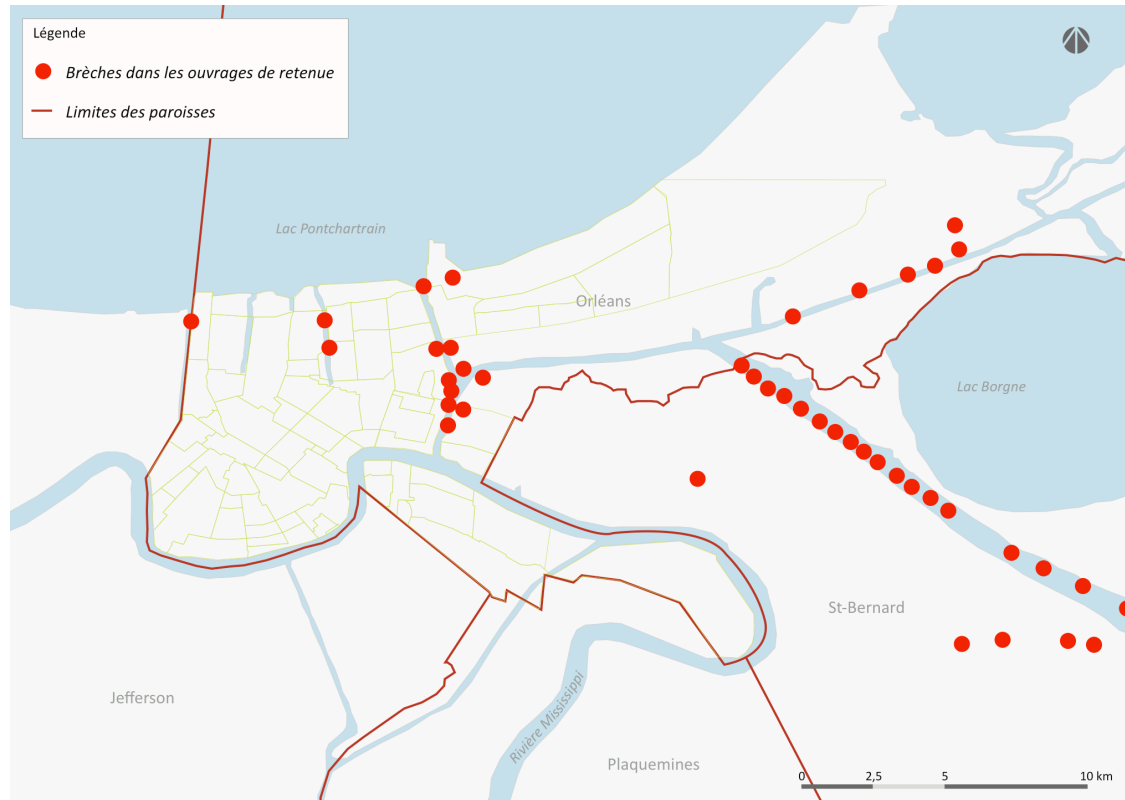 Légende
Brèches dans les ouvrages de retenue
Limites des paroisses
Lac Pontchartrain
Orléans
Lac Borgne
St-Bernard
Jefferson
Rivière Mississippi
Plaquemines
0 2,5 5 10 km